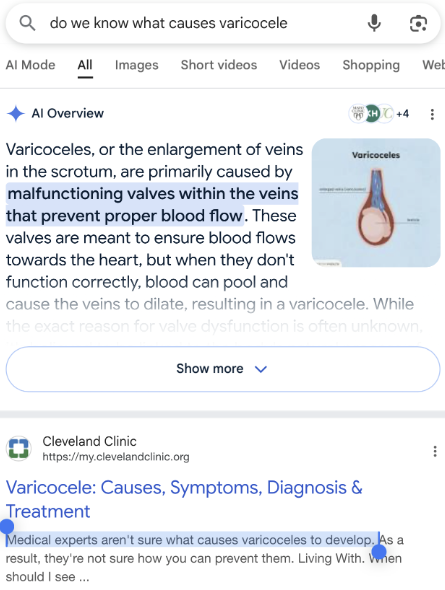 do we know what causes varicocele
AI Mode All Images Short videos Videos Shopping Web
AI Overview
+4
Varicoceles, or the enlargement of veins
in the scrotum, are primarily caused by
malfunctioning valves within the veins
that prevent proper blood flow. These
valves are meant to ensure blood flows
towards the heart, but when they don't
function correctly, blood can pool and
cause the veins to dilate, resulting in a varicocele. While
the exact reason for valve dysfunction is often unknown,
Varicoceles
Show more
Cleveland Clinic
https://my.clevelandclinic.org
Varicocele: Causes, Symptoms, Diagnosis &
Treatment
Medical experts aren't sure what causes varicoceles to develop. As a
result, they're not sure how you can prevent them. Living With. When
should I see ...